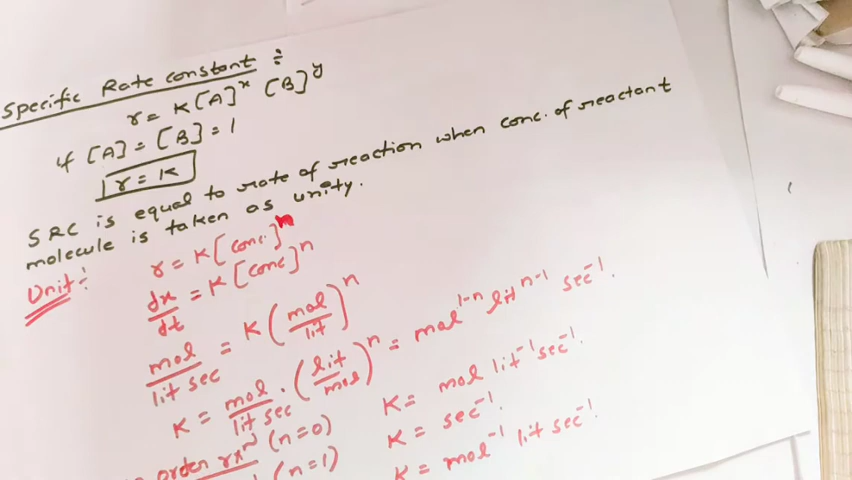 Specific Rate constant ÷
r = K [A]^x [B]^y
if [A] = [B] = 1
r = K
SRC is equal to rate of reaction when conc. of reactant
molecule is taken as unity.
Unit ÷
r = K [conc.]^n
dx/dt = K [conc]^n
mol/lit sec = K (mol/lit)^n
K = mol/lit sec . (lit/mol)^n = mol^1-n lit^n-1 sec^-1
order rx^n (n=0) K = mol lit^-1 sec^-1.
(n=1) K = sec^-1.
K = mol^-1 lit sec^-1.